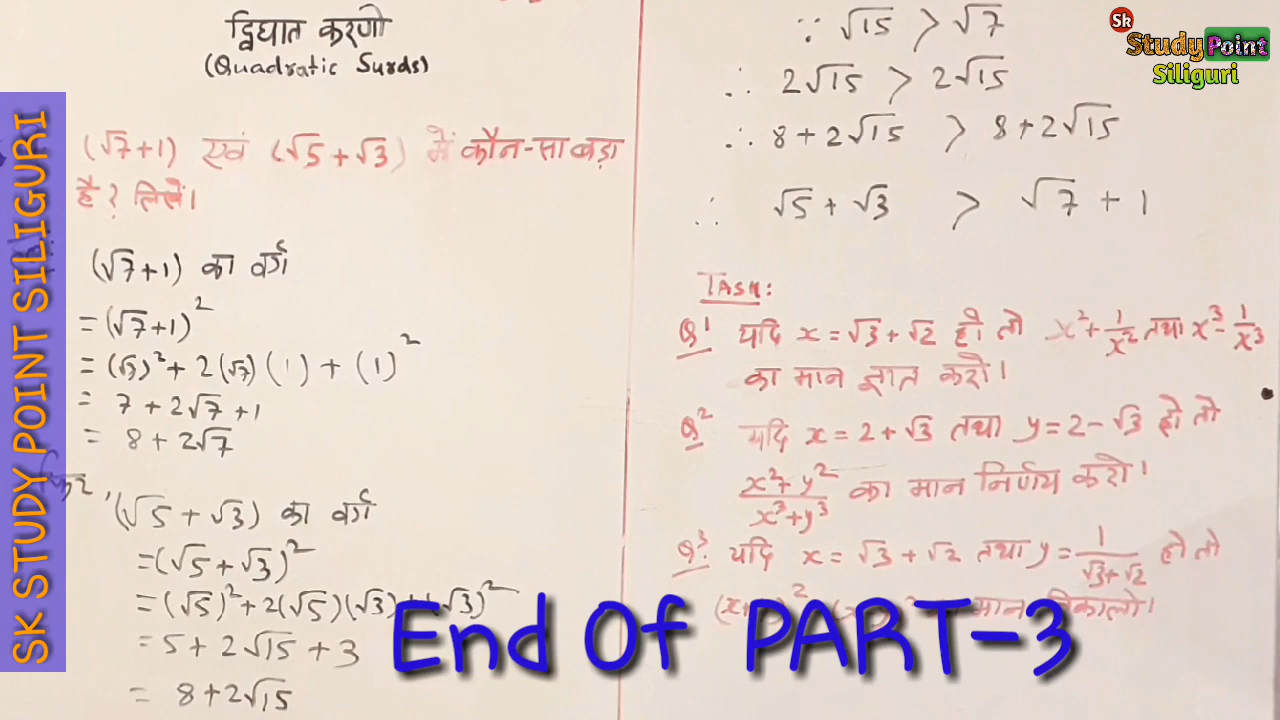 द्विघात करणी
(Quadratic Surds)
(√7+1) एवं (√5+√3) में कौन-सा बड़ा
है? लिखें।
(√7+1) का वर्ग
=(√7+1)²
= (√7)² + 2(√7)(1) + (1)²
= 7 + 2√7 + 1
= 8 + 2√7
(√5 + √3) का वर्ग
=(√5+√3)²
=(√5)²+2(√5)(√3)+(√3)²
= 5 + 2√15 + 3
= 8+2√15
∵ √15 > √7
∴ 2√15 > 2√15
∴ 8+2√15 > 8+2√15
∴ √5 + √3 > √7 + 1
TASK:
Q1 यदि x = √3 + √2 हो तो x² + 1/x² तथा x³ - 1/x³
का मान ज्ञात करो।
Q2 यदि x = 2 + √3 तथा y = 2 - √3 हो तो
x²+y²/x³+y³ का मान निर्णय करो।
Q3. यदि x = √3 + √2 तथा y = 1/√3+√2 हो तो
मान निकालो।
End Of PART-3
SK STUDY POINT SILIGURI
Sk
Study Point
Siliguri